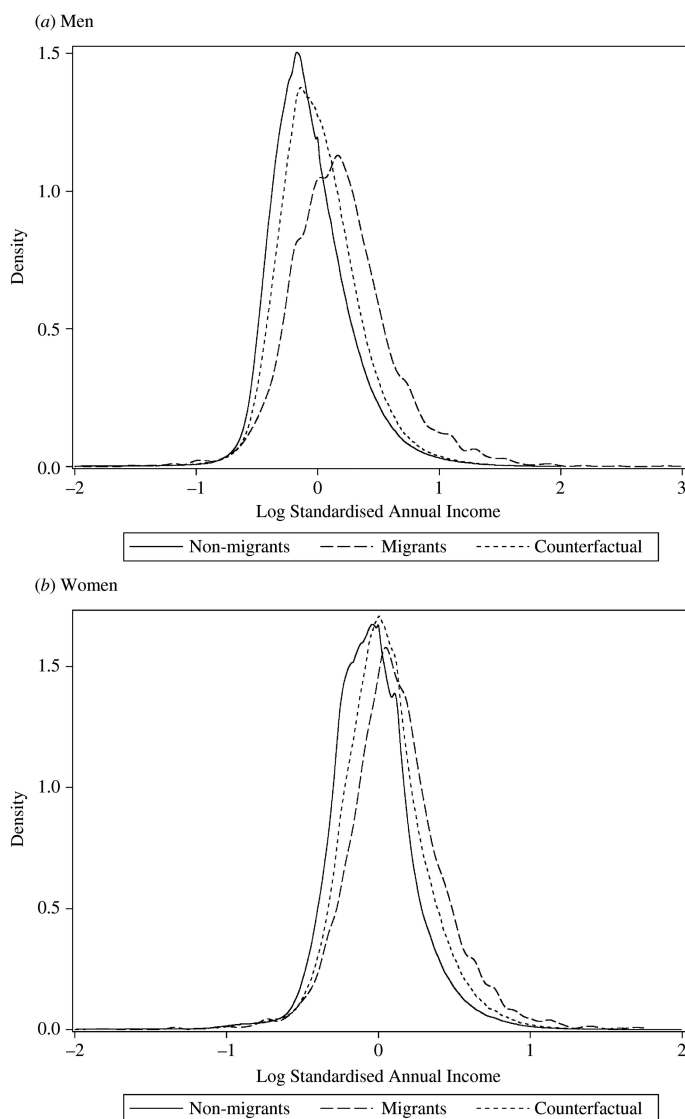 (a) Men
1.5
1.0
Density
0.5
0.0
−2 −1 0 1 2 3
Log Standardised Annual Income
Non-migrants Migrants Counterfactual
(b) Women
1.5
1.0
Density
0.5
0.0
−2 −1 0 1 2
Log Standardised Annual Income
Non-migrants Migrants Counterfactual